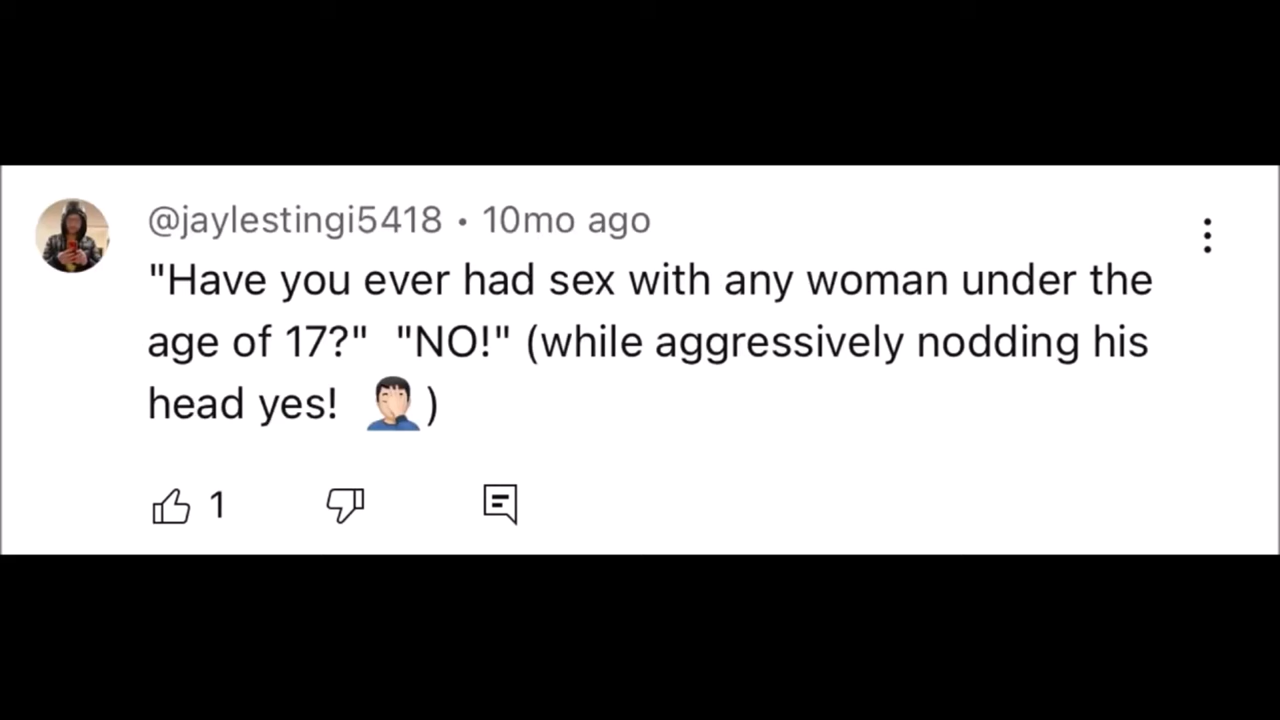 @jaylestingi5418 • 10mo ago
"Have you ever had sex with any woman under the
age of 17?"  "NO!" (while aggressively nodding his
head yes! 🤦🏻‍♂️)
1